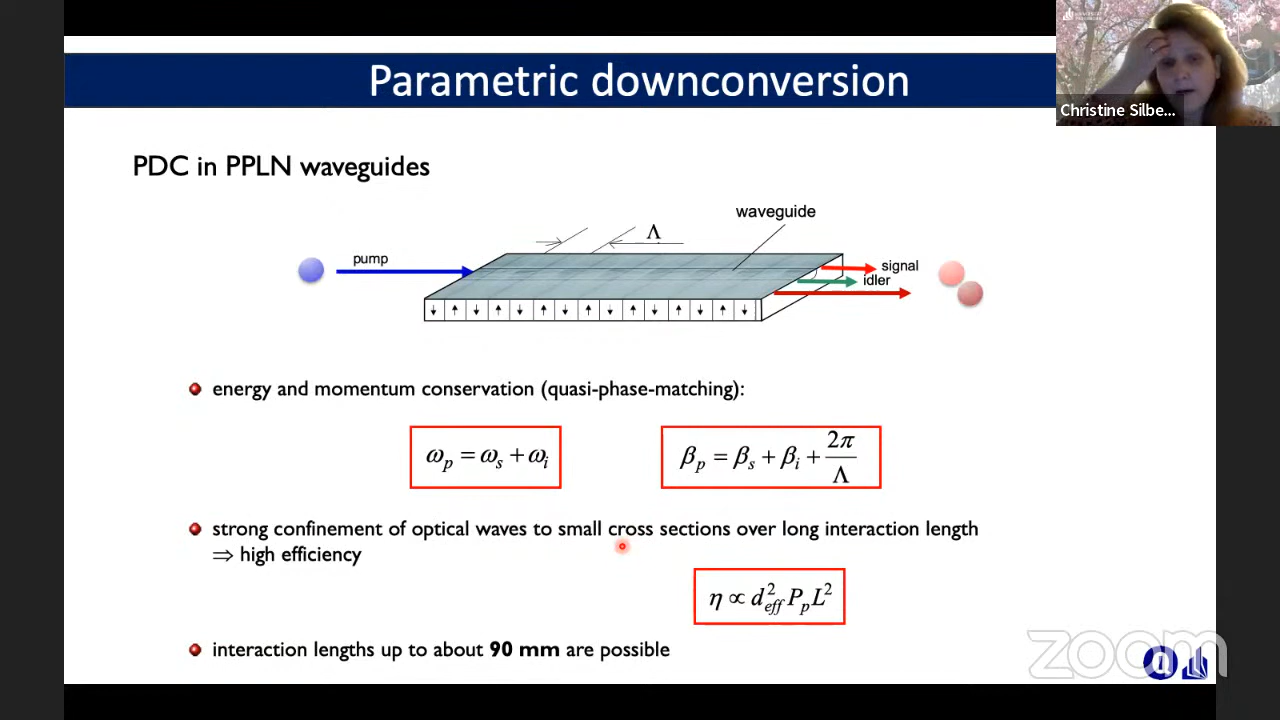 Parametric downconversion
Christine Silbe...
PDC in PPLN waveguides
waveguide
Λ
pump
signal
idler
energy and momentum conservation (quasi-phase-matching):
ω_p = ω_s + ω_i
β_p = β_s + β_i + 2π/Λ
strong confinement of optical waves to small cross sections over long interaction length
⇒ high efficiency
η ∝ d²_eff P_p L²
interaction lengths up to about 90 mm are possible
zoom